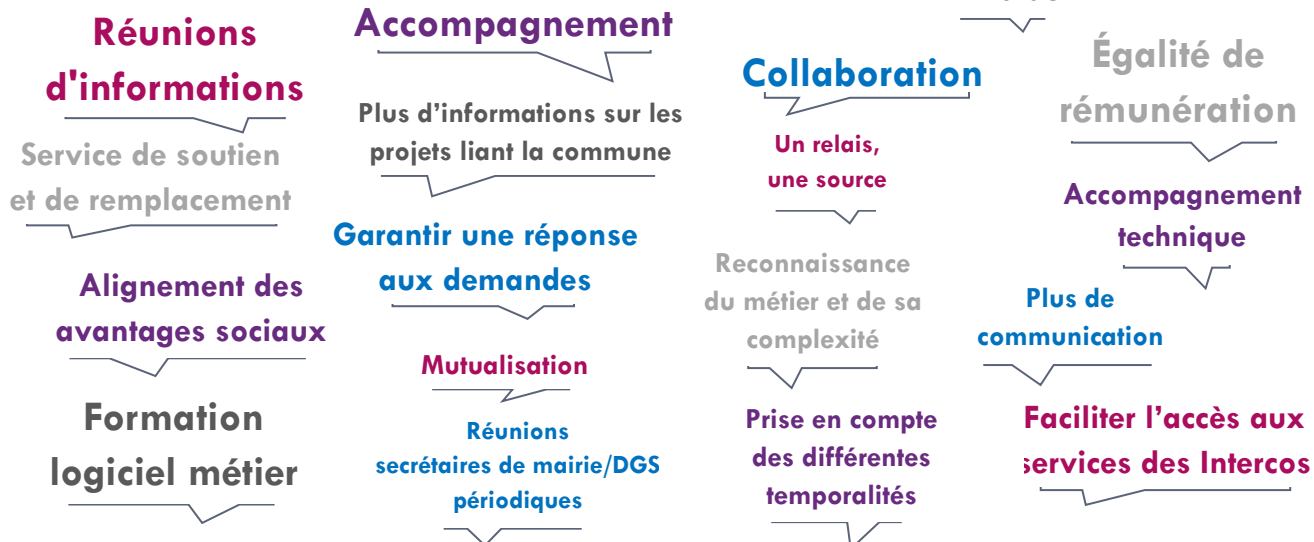 Réunions
d'informations
Service de soutien
et de remplacement
Alignement des
avantages sociaux
Formation
logiciel métier
Accompagnement
Plus d’informations sur les
projets liant la commune
Garantir une réponse
aux demandes
Mutualisation
Réunions
secrétaires de mairie/DGS
périodiques
Collaboration
Un relais,
une source
Reconnaissance
du métier et de sa
complexité
Prise en compte
des différentes
temporalités
Égalité de
rémunération
Accompagnement
technique
Plus de
communication
Faciliter l’accès aux
services des Intercos